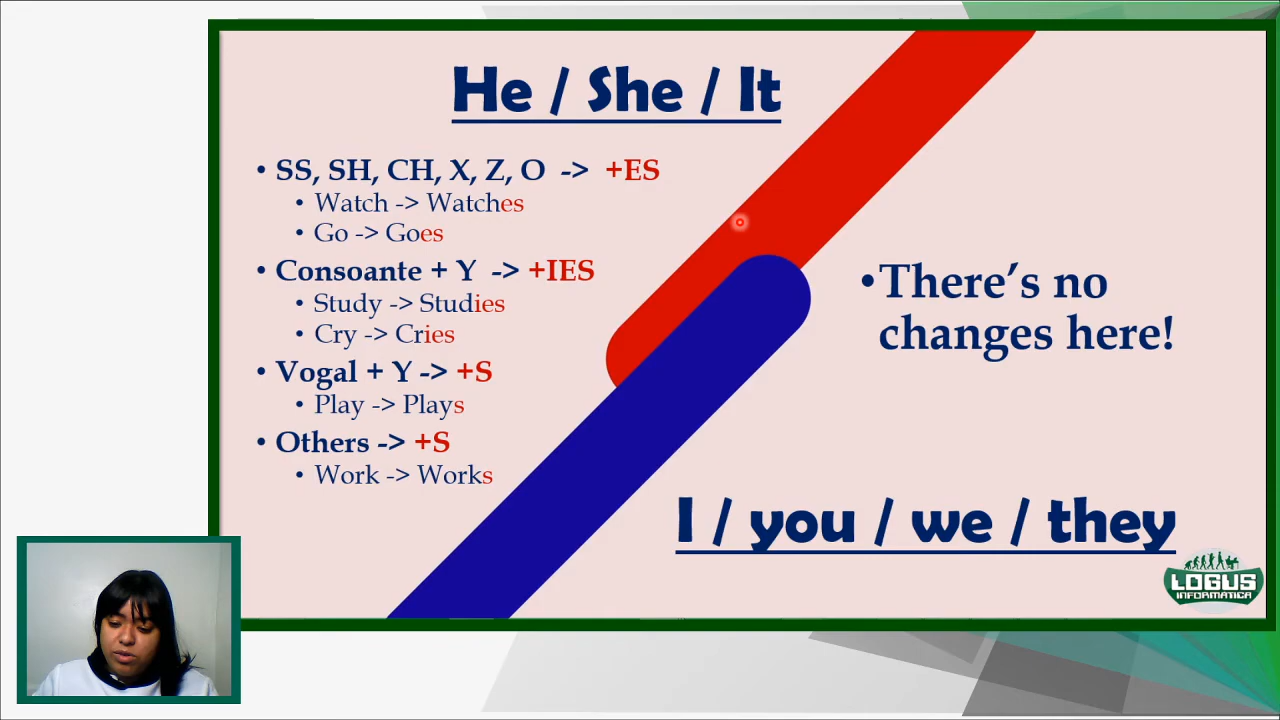 He / She / It
• SS, SH, CH, X, Z, O -> +ES
• Watch -> Watches
• Go -> Goes
• Consoante + Y -> +IES
• Study -> Studies
• Cry -> Cries
• Vogal + Y -> +S
• Play -> Plays
• Others -> +S
• Work -> Works
• There’s no
changes here!
I / you / we / they
LOGUS
INFORMATICA